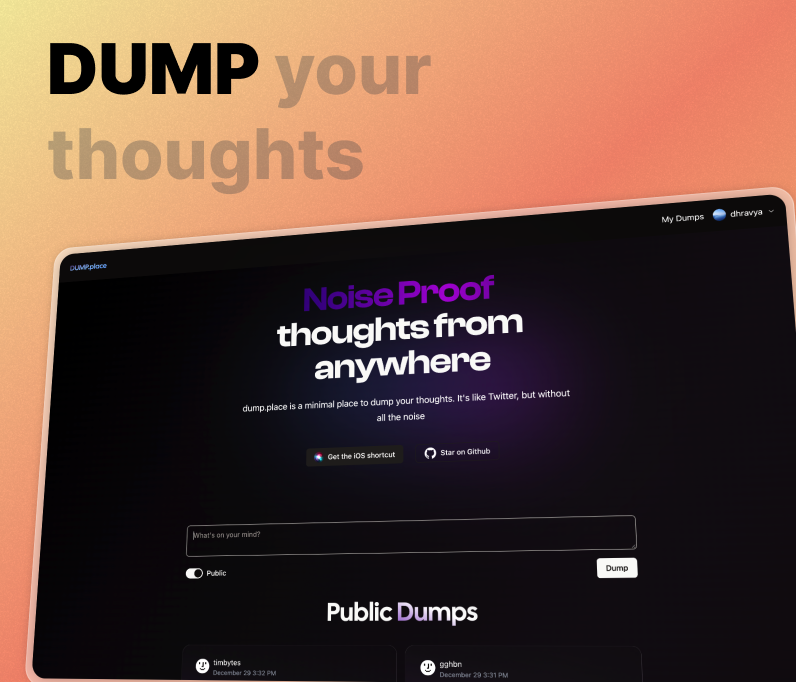 DUMP your
thoughts
My Dumps dhravya
DUMP.place
Noise Proof
thoughts from
anywhere
dump.place is a minimal place to dump your thoughts. It's like Twitter, but without
all the noise
Get the iOS shortcut Star on Github
What's on your mind?
Public Dump
Public Dumps
timbytes gghbn
December 29 3:32 PM December 29 3:31 PM